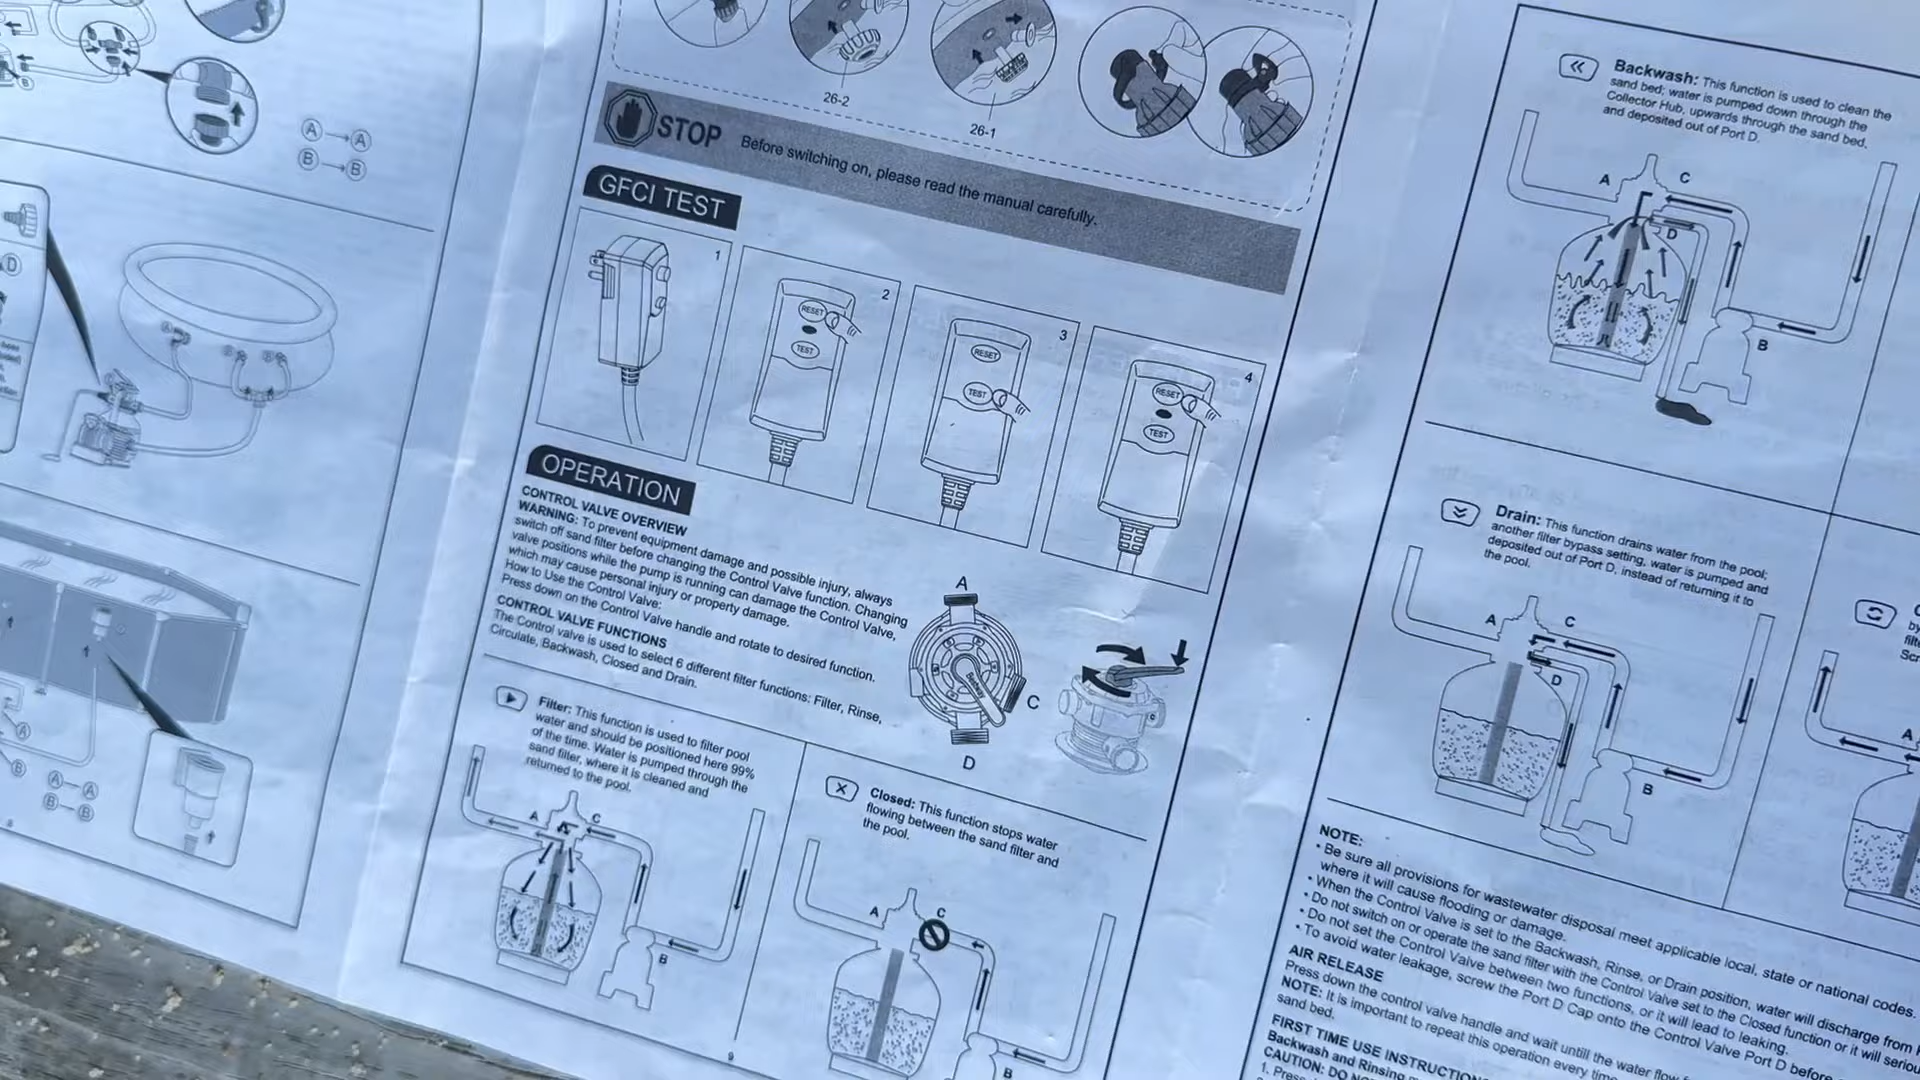 A → A
B → B
D
A
B
A → A
B → B
8
26-2
26-1
STOP
Before switching on, please read the manual carefully.
GFCI TEST
1
2
RESET
TEST
3
RESET
TEST
4
RESET
TEST
OPERATION
CONTROL VALVE OVERVIEW
WARNING: To prevent equipment damage and possible injury, always
switch off sand filter before changing the Control Valve function. Changing
valve positions while the pump is running can damage the Control Valve,
which may cause personal injury or property damage.
How to Use the Control Valve:
Press down on the Control Valve handle and rotate to desired function.
CONTROL VALVE FUNCTIONS
The Control valve is used to select 6 different filter functions: Filter, Rinse,
Circulate, Backwash, Closed and Drain.
A
Bestway
C
D
Filter: This function is used to filter pool
water and should be positioned here 99%
of the time. Water is pumped through the
sand filter, where it is cleaned and
returned to the pool.
A
C
B
Closed: This function stops water
flowing between the sand filter and
the pool.
A
C
B
9
Backwash: This function is used to clean the
sand bed; water is pumped down through the
Collector Hub, upwards through the sand bed,
and deposited out of Port D.
A
C
D
B
Drain: This function drains water from the pool;
another filter bypass setting, water is pumped and
deposited out of Port D, instead of returning it to
the pool.
A
C
D
B
A
NOTE:
• Be sure all provisions for wastewater disposal meet applicable local, state or national codes.
where it will cause flooding or damage.
• When the Control Valve is set to the Backwash, Rinse, or Drain position, water will discharge from
• Do not switch on or operate the sand filter with the Control Valve set to the Closed function or it will
• Do not set the Control Valve between two functions, or it will lead to leaking.
• To avoid water leakage, screw the Port D Cap onto the Control Valve Port D before
AIR RELEASE
Press down the control valve handle and wait untill the water
NOTE: It is important to repeat this operation every
sand bed.
FIRST TIME USE
Backwash and Rinsing
CAUTION: DO
1.